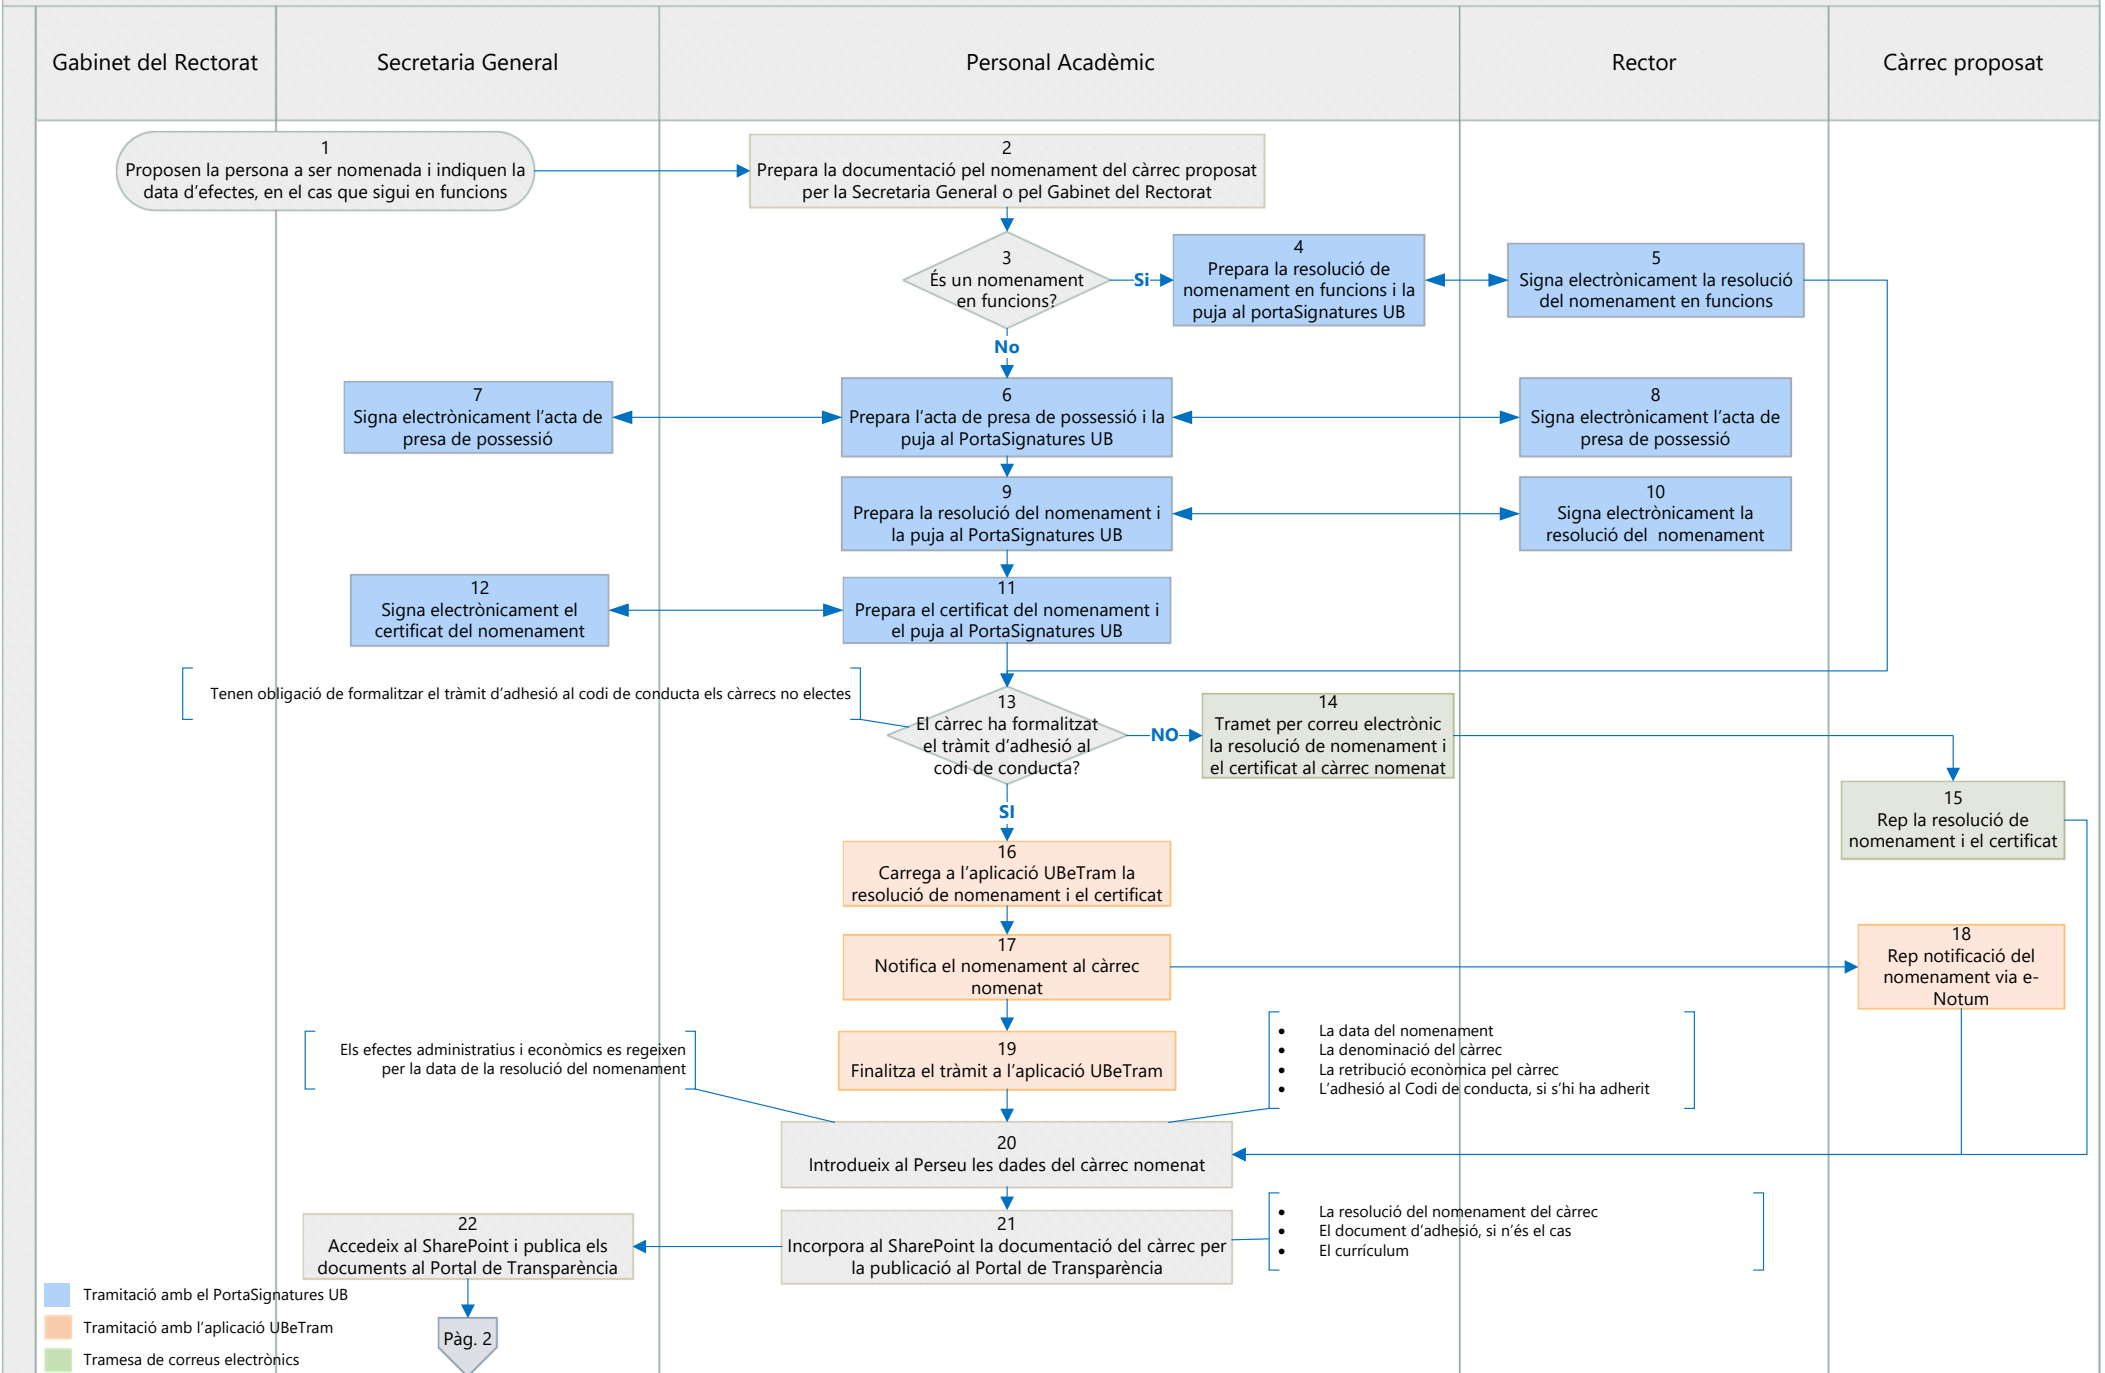 Gabinet del Rectorat
Secretaria General
Personal Acadèmic
Rector
Càrrec proposat
1
Proposen la persona a ser nomenada i indiquen la
data d'efectes, en el cas que sigui en funcions
2
Prepara la documentació pel nomenament del càrrec proposat
per la Secretaria General o pel Gabinet del Rectorat
3
És un nomenament
en funcions?
Si
4
Prepara la resolució de
nomenament en funcions i la
puja al portaSignatures UB
5
Signa electrònicament la resolució
del nomenament en funcions
No
7
Signa electrònicament l'acta de
presa de possessió
6
Prepara l'acta de presa de possessió i la
puja al PortaSignatures UB
8
Signa electrònicament l'acta de
presa de possessió
9
Prepara la resolució del nomenament i
la puja al PortaSignatures UB
10
Signa electrònicament la
resolució del  nomenament
12
Signa electrònicament el
certificat del nomenament
11
Prepara el certificat del nomenament i
el puja al PortaSignatures UB
Tenen obligació de formalitzar el tràmit d'adhesió al codi de conducta els càrrecs no electes
13
El càrrec ha formalitzat
el tràmit d'adhesió al
codi de conducta?
NO
14
Tramet per correu electrònic
la resolució de nomenament i
el certificat al càrrec nomenat
15
Rep la resolució de
nomenament i el certificat
SI
16
Carrega a l'aplicació UBeTram la
resolució de nomenament i el certificat
17
Notifica el nomenament al càrrec
nomenat
18
Rep notificació del
nomenament via e-
Notum
Els efectes administratius i econòmics es regeixen
per la data de la resolució del nomenament
19
Finalitza el tràmit a l'aplicació UBeTram
• La data del nomenament
• La denominació del càrrec
• La retribució econòmica pel càrrec
• L'adhesió al Codi de conducta, si s'hi ha adherit
20
Introdueix al Perseu les dades del càrrec nomenat
22
Accedeix al SharePoint i publica els
documents al Portal de Transparència
21
Incorpora al SharePoint la documentació del càrrec per
la publicació al Portal de Transparència
• La resolució del nomenament del càrrec
• El document d'adhesió, si n'és el cas
• El currículum
Tramitació amb el PortaSignatures UB
Tramitació amb l'aplicació UBeTram
Tramesa de correus electrònics
Pàg. 2